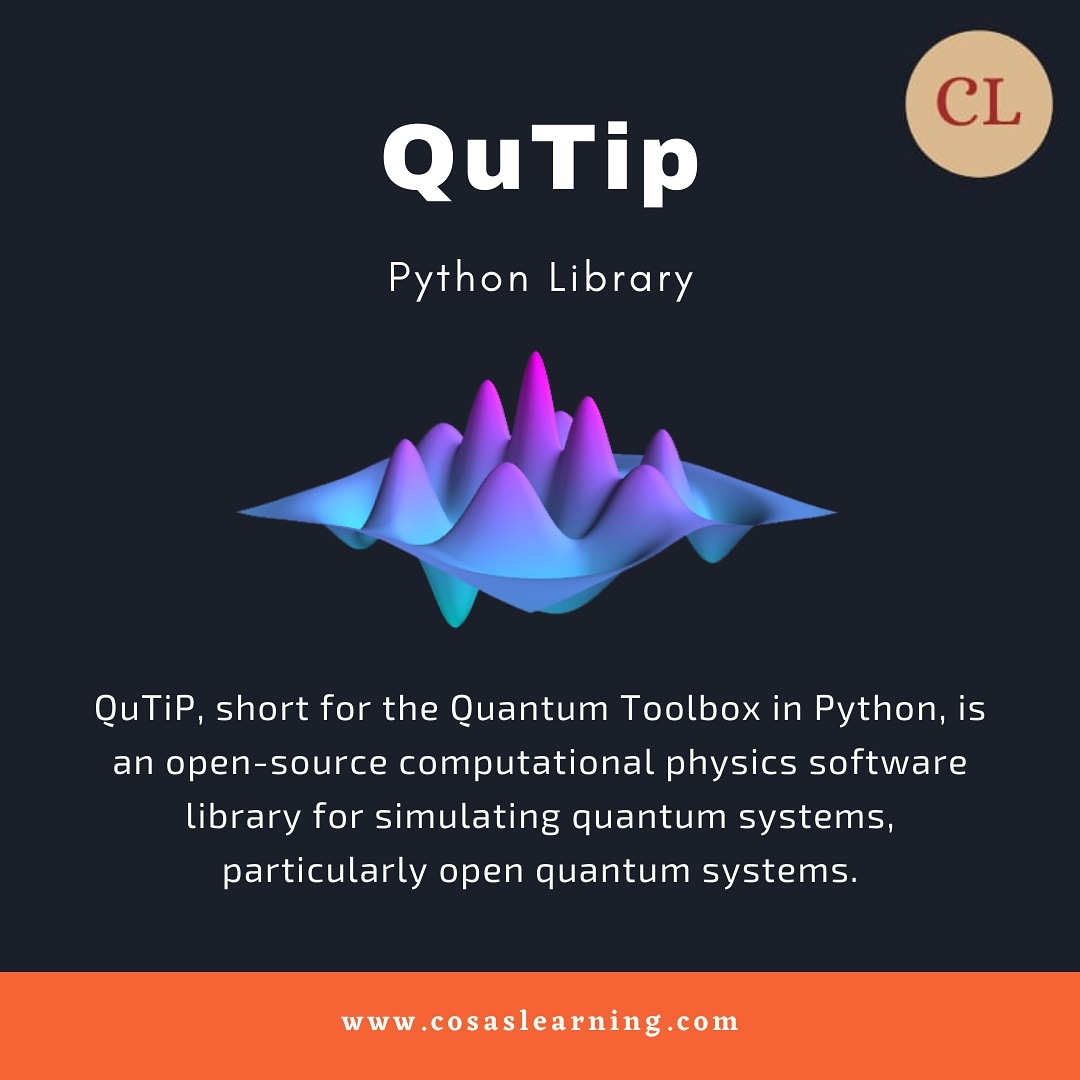 CL
QuTip
Python Library
QuTiP, short for the Quantum Toolbox in Python, is
an open-source computational physics software
library for simulating quantum systems,
particularly open quantum systems.
www.cosaslearning.com